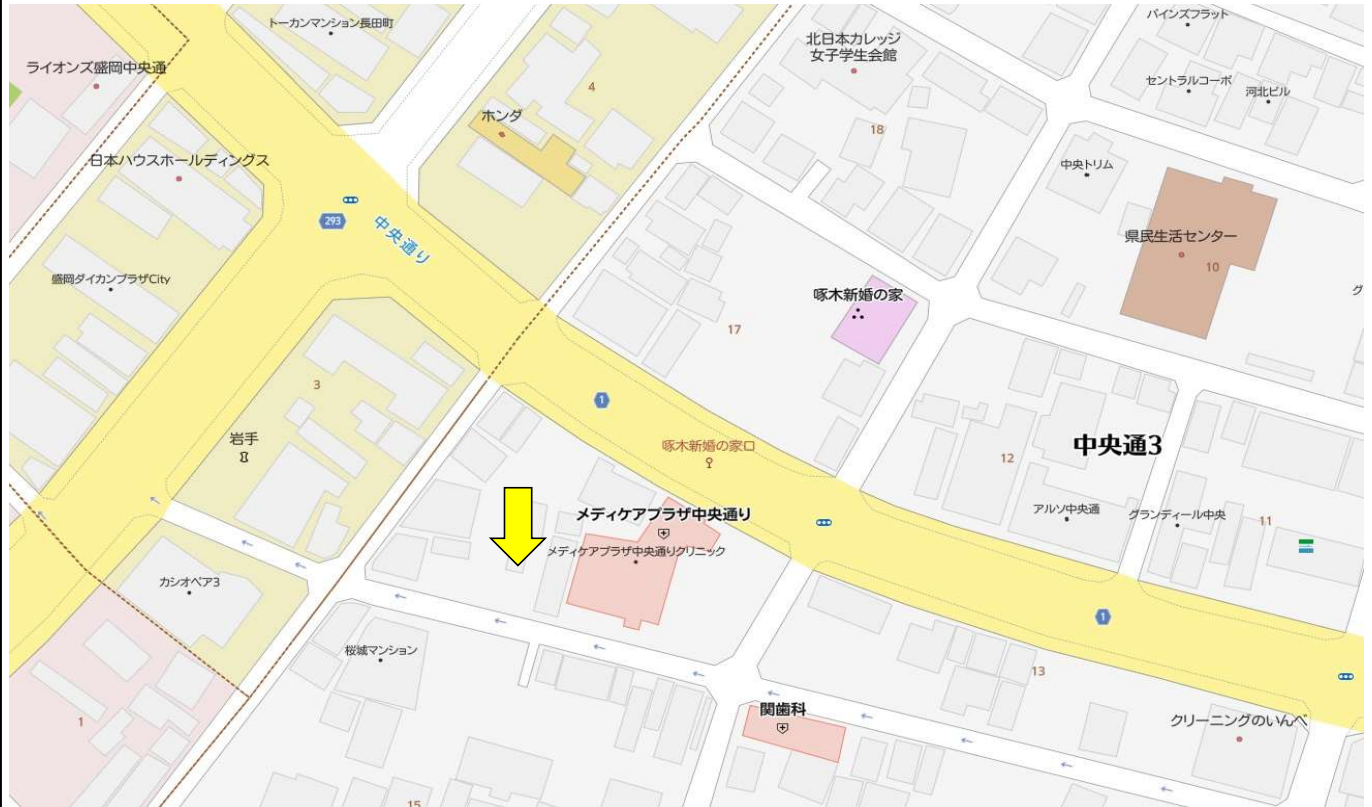 トーカンマンション長田町
ライオンズ盛岡中央通
4
ホンダ
北日本カレッジ
女子学生会館
18
パインズフラット
セントラルコーポ
河北ビル
中央トリム
日本ハウスホールディングス
293
中央通り
県民生活センター
10
盛岡ダイカンプラザCity
啄木新婚の家
グ
17
3
岩手
1
啄木新婚の家口
12
中央通3
メディケアプラザ中央通り
メディケアプラザ中央通りクリニック
アルソ中央通
グランディール中央
11
カシオペア3
1
桜城マンション
13
関歯科
クリーニングのいんべ
1
15